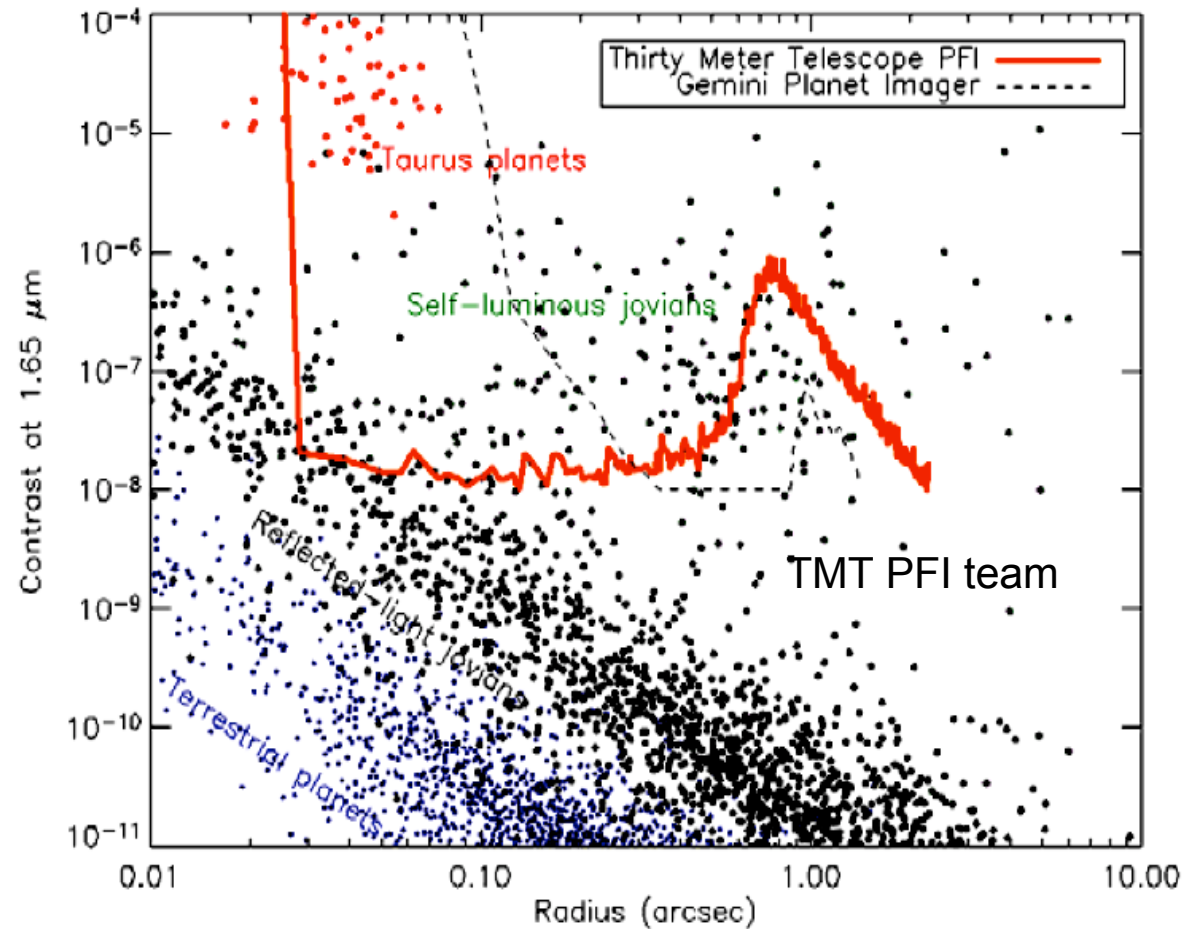 10-4
10-5
10-6
10-7
10-8
10-9
10-10
10-11
Contrast at 1.65 μm
Thirty Meter Telescope PFI
Gemini Planet Imager
Taurus planets
Self-luminous jovians
TMT PFI team
Reflected-light jovians
Terrestrial planets
0.01 0.10 1.00 10.00
Radius (arcsec)